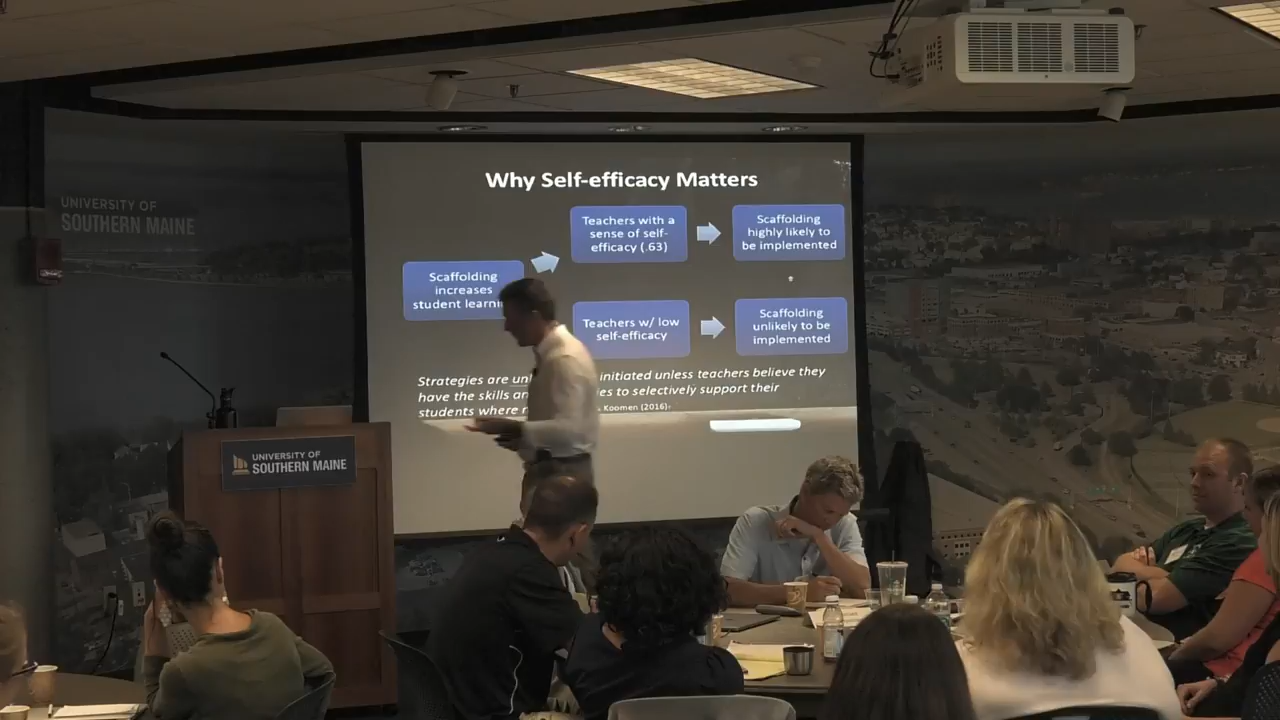 UNIVERSITY OF
SOUTHERN MAINE
Why Self-efficacy Matters
Teachers with a
sense of self-
efficacy (.63)
Scaffolding
highly likely to
be implemented
Scaffolding
increases
student
Teachers w/ low
self-efficacy
Scaffolding
unlikely to be
implemented
Strategies are initiated unless teachers believe they
have the skills to selectively support their
students where Koomen (2016)
UNIVERSITY OF
SOUTHERN MAINE